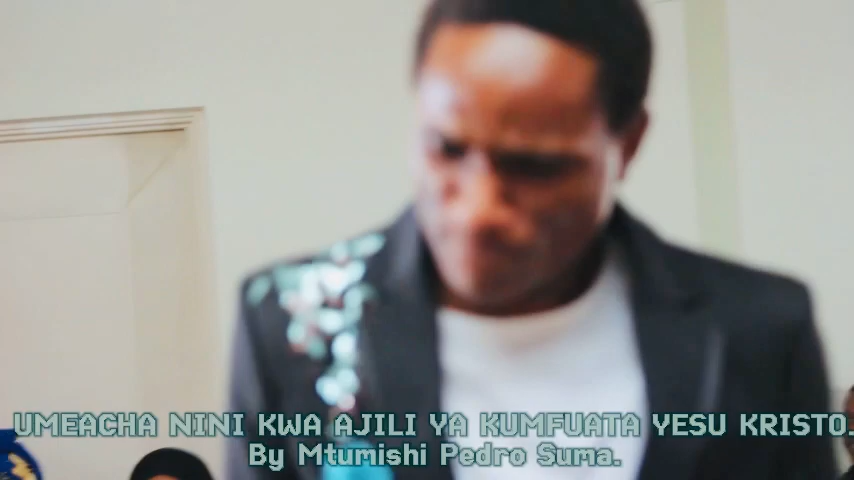 UMEACHA NINI KWA AJILI YA KUMFUATA YESU KRISTO.
By Mtumishi Pedro Suma.